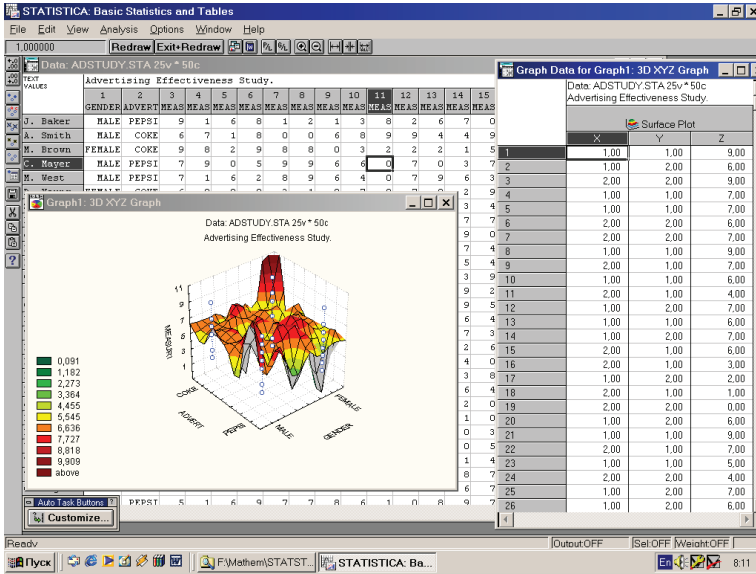 STATISTICA: Basic Statistics and Tables
File Edit View Analysis Options Window Help
1,000000 Redraw Exit+Redraw
Data: ADSTUDY.STA 25v * 50c
TEXT VALUES Advertising Effectiveness Study.
1 2 3 4 5 6 7 8 9 10 11 12 13 14 15
GENDER ADVERT MEAS MEAS MEAS MEAS MEAS MEAS MEAS MEAS MEAS MEAS MEAS MEAS MEAS
J. Baker MALE PEPSI 9 1 6 8 1 2 1 3 8 2 6 7 0
A. Smith MALE COKE 6 7 1 8 0 0 6 8 9 9 4 4 9
M. Brown FEMALE COKE 9 8 2 9 8 8 0 3 2 2 2 1 5
C. Mayer MALE PEPSI 7 9 0 5 9 9 6 6 0 7 0 3 7
M. West MALE PEPSI 7 1 6 2 8 9 6 4 0 7 9 6 3
Graph1: 3D XYZ Graph
Data: ADSTUDY.STA 25v * 50c
Advertising Effectiveness Study.
11
9
7
5
3
1
MEASUR01
COKE
ADVERT
PEPSI
MALE
GENDER
FEMALE
0,091
1,182
2,273
3,364
4,455
5,545
6,636
7,727
8,818
9,909
above
Auto Task Buttons
Customize...
PEPSI 5 1 6 9 7 7 8 6 1 0 8 9
Graph Data for Graph1: 3D XYZ Graph
Data: ADSTUDY.STA 25v * 50c
Advertising Effectiveness Study.
Surface Plot
X Y Z
1 1,00 1,00 9,00
2 1,00 2,00 6,00
3 2,00 2,00 9,00
4 1,00 1,00 7,00
5 1,00 1,00 7,00
6 2,00 2,00 6,00
7 2,00 2,00 9,00
8 1,00 1,00 9,00
9 2,00 1,00 7,00
10 1,00 1,00 6,00
11 2,00 1,00 4,00
12 1,00 2,00 7,00
13 1,00 1,00 6,00
14 1,00 1,00 7,00
15 2,00 2,00 6,00
16 1,00 2,00 3,00
17 1,00 2,00 2,00
18 2,00 2,00 1,00
19 2,00 2,00 0,00
20 1,00 2,00 6,00
21 1,00 1,00 9,00
22 2,00 1,00 7,00
23 1,00 1,00 5,00
24 2,00 2,00 4,00
25 1,00 2,00 7,00
26 1,00 1,00 6,00
Ready Output:OFF Sel:OFF Weight:OFF
Пуск F:\Mathem\STATST... STATISTICA: Ba... En 8:11